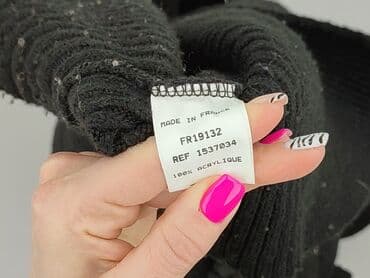 MADE IN FRANCE
FR19132
REF 1537034
100% ACRYLIQUE